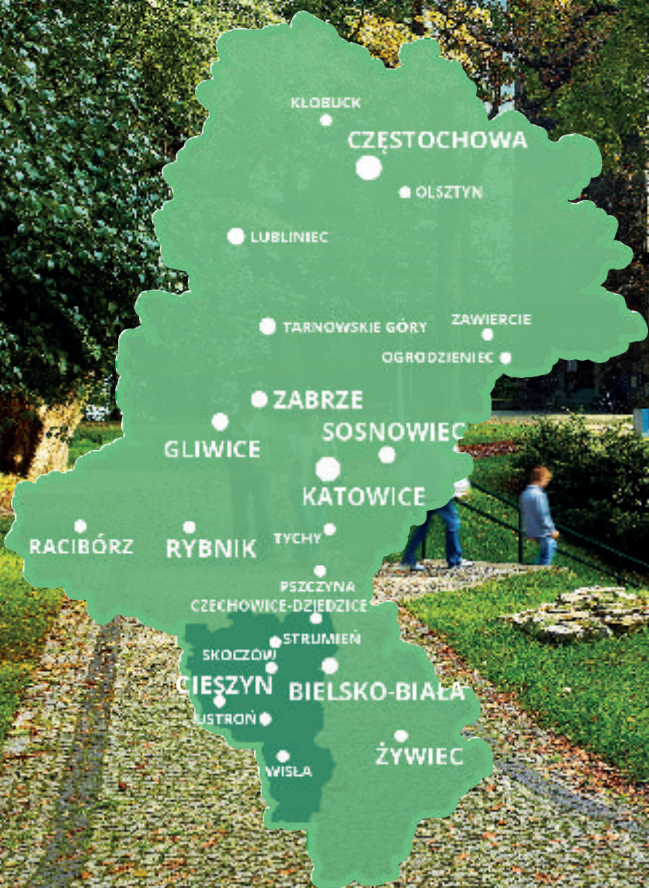 KŁOBUCK
CZĘSTOCHOWA
OLSZTYN
LUBLINIEC
TARNOWSKIE GÓRY
ZAWIERCIE
OGRODZIENIEC
ZABRZE
GLIWICE
SOSNOWIEC
KATOWICE
RACIBÓRZ
RYBNIK
TYCHY
PSZCZYNA
CZECHOWICE-DZIEDZICE
STRUMIEŃ
SKOCZÓW
CIESZYN
BIELSKO-BIAŁA
USTROŃ
ŻYWIEC
WISŁA